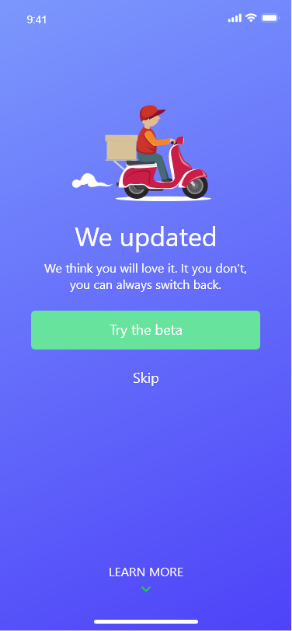 9:41
We updated
We think you will love it. It you don't,
you can always switch back.
Try the beta
Skip
LEARN MORE